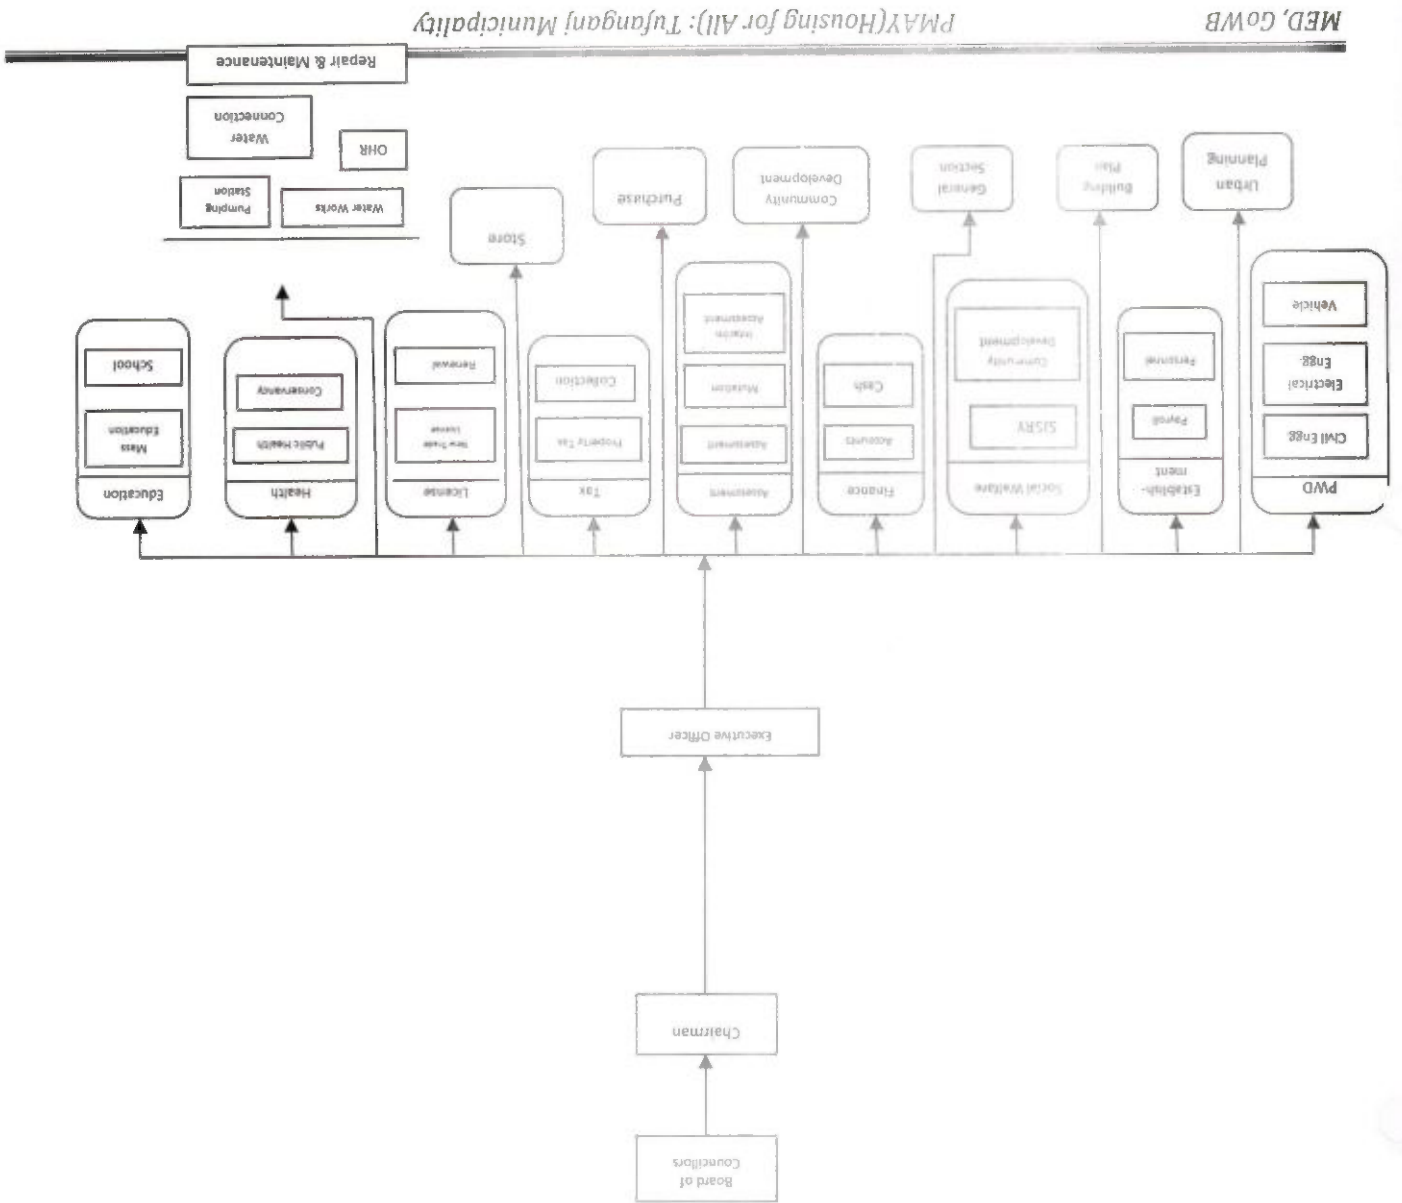 Board of
Councillors
Chairman
Executive Officer
PWD
Civil Engg.
Electrical
Engg.
Vehicle
Establish-
ment
Payroll
Personnel
Social Welfare
SJSRY
Community
Development
Finance
Accounts
Cash
Assessment
Assessment
Mutation
Interim
Assessment
Tax
Property Tax
Collection
License
New Trade
License
Renewal
Health
Public Health
Conservancy
Education
Mass
Education
School
Urban
Planning
Building
Plan
General
Section
Community
Development
Purchase
Store
Water Works
Pumping
Station
OHR
Water
Connection
Repair & Maintenance
MED, GoWB
PMAY(Housing for All): Tufanganj Municipality